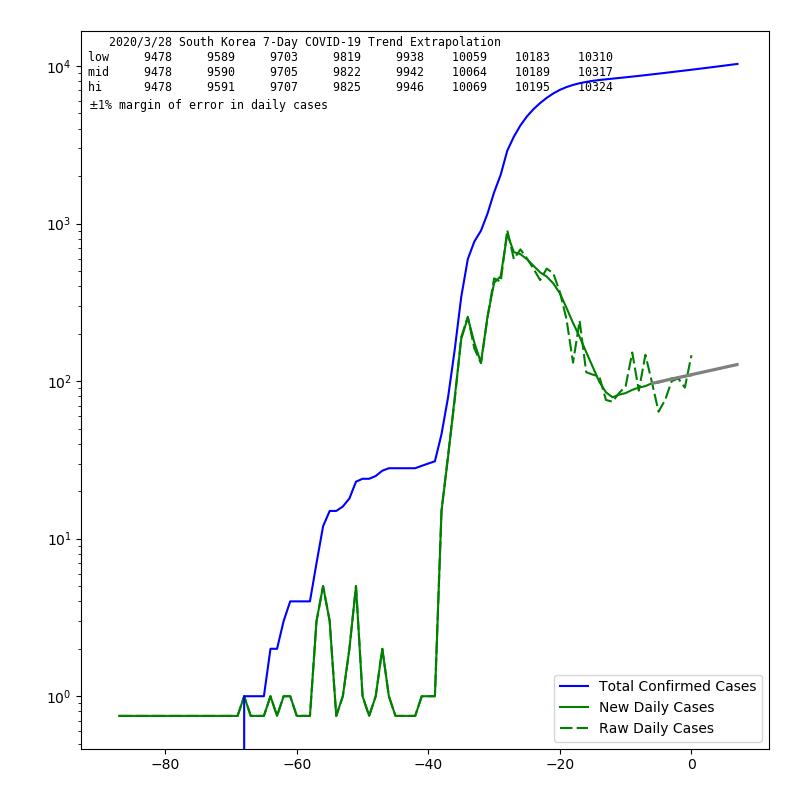 2020/3/28 South Korea 7-Day COVID-19 Trend Extrapolation
low 9478 9589 9703 9819 9938 10059 10183 10310
mid 9478 9590 9705 9822 9942 10064 10189 10317
hi 9478 9591 9707 9825 9946 10069 10195 10324
±1% margin of error in daily cases
10⁴
10³
10²
10¹
10⁰
Total Confirmed Cases
New Daily Cases
Raw Daily Cases
−80 −60 −40 −20 0